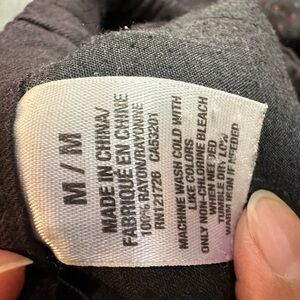 M / M
MADE IN CHINA/
FABRIQUÉ EN CHINE
100% RAYON/RAYONNE
RN121726 CA53201
MACHINE WASH COLD WITH
LIKE COLORS
ONLY NON-CHLORINE BLEACH
WHEN NEEDED
TUMBLE DRY LOW
WARM IRON IF NEEDED